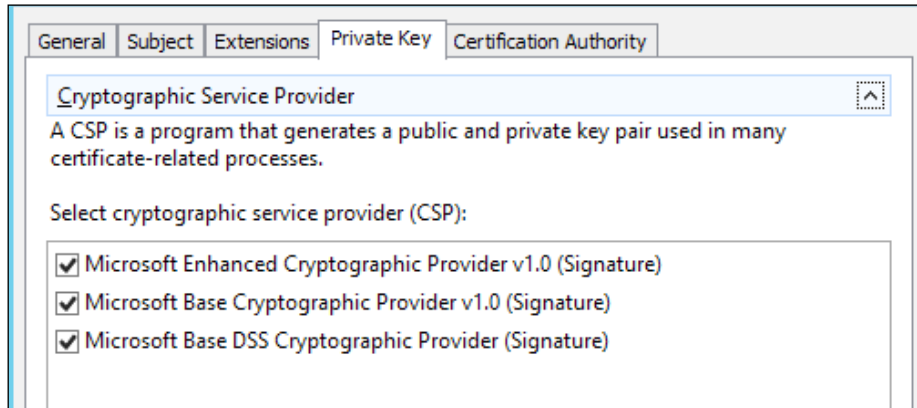 General Subject Extensions Private Key Certification Authority
Cryptographic Service Provider
A CSP is a program that generates a public and private key pair used in many
certificate-related processes.
Select cryptographic service provider (CSP):
Microsoft Enhanced Cryptographic Provider v1.0 (Signature)
Microsoft Base Cryptographic Provider v1.0 (Signature)
Microsoft Base DSS Cryptographic Provider (Signature)